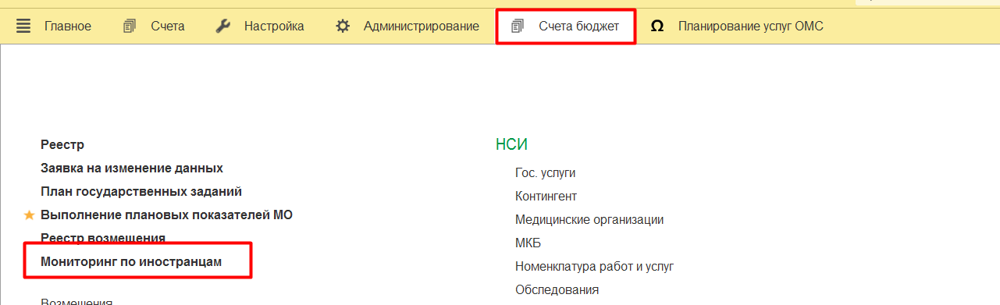 Главное Счета Настройка Администрирование Счета бюджет Ω Планирование услуг ОМС
Реестр
Заявка на изменение данных
План государственных заданий
Выполнение плановых показателей МО
Реестр возмещения
Мониторинг по иностранцам
Возмещения
НСИ
Гос. услуги
Контингент
Медицинские организации
МКБ
Номенклатура работ и услуг
Обследования